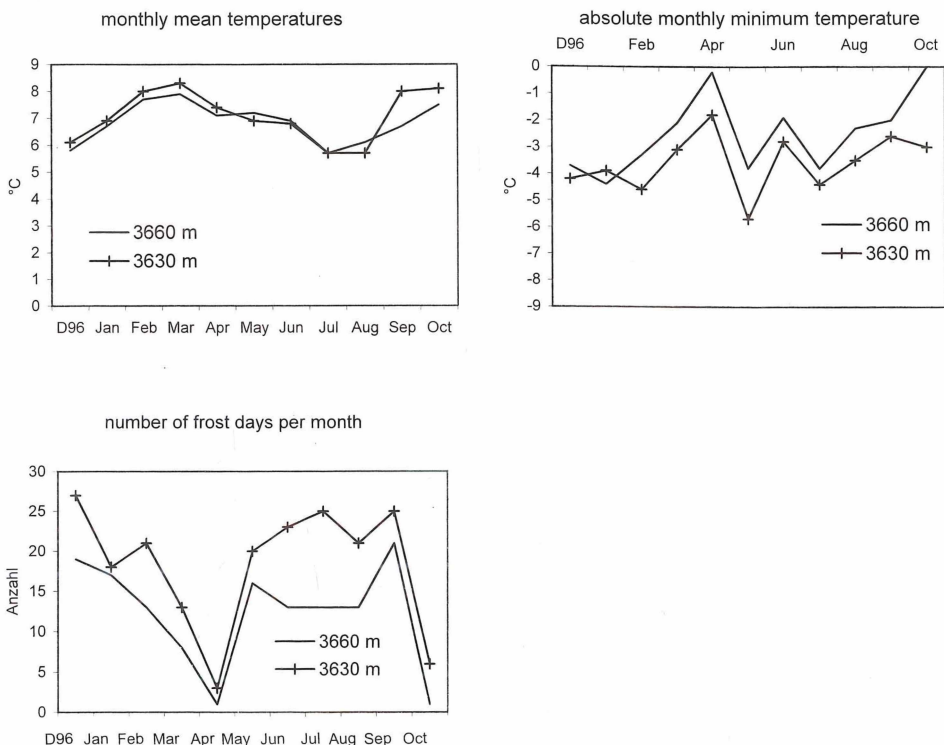 monthly mean temperatures
9
8
7
6
5
4
3
2
1
0
°C
3660 m
3630 m
D96 Jan Feb Mar Apr May Jun Jul Aug Sep Oct
absolute monthly minimum temperature
D96 Feb Apr Jun Aug Oct
0
-1
-2
-3
-4
-5
-6
-7
-8
-9
°C
3660 m
3630 m
number of frost days per month
30
25
20
15
10
5
0
Anzahl
3660 m
3630 m
D96 Jan Feb Mar Apr May Jun Jul Aug Sep Oct